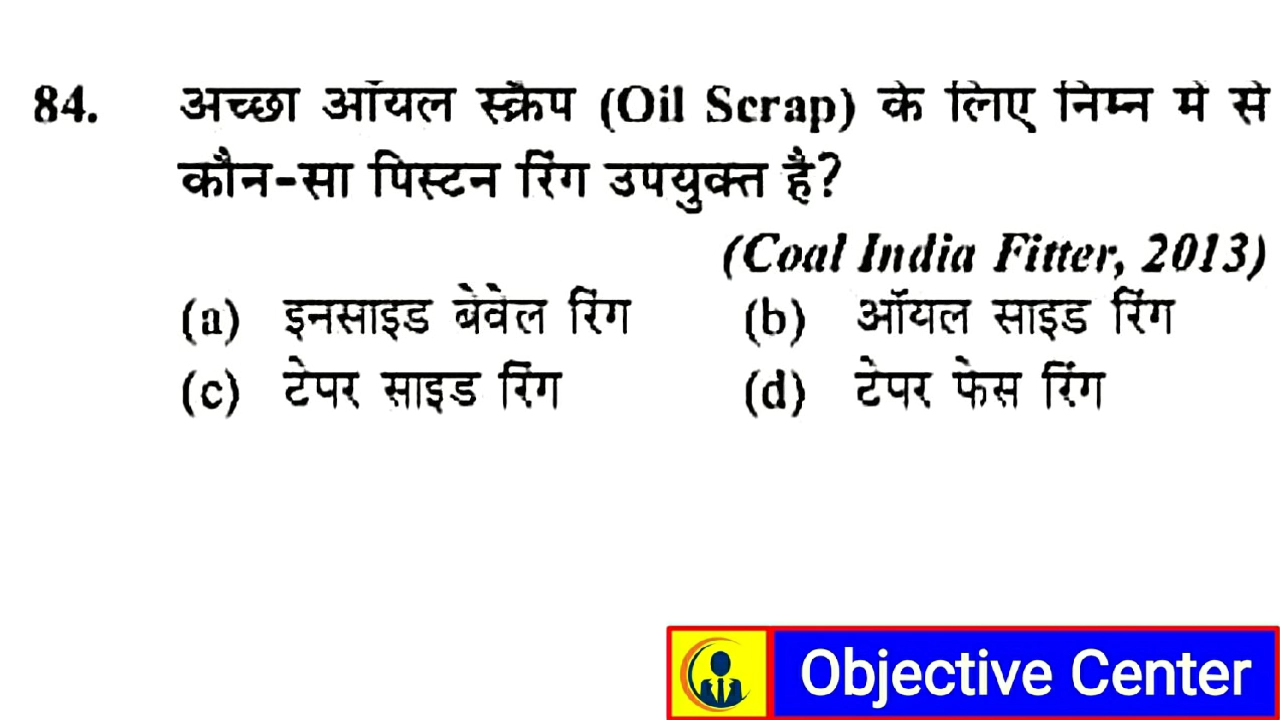 84. अच्छा ऑयल स्क्रैप (Oil Scrap) के लिए निम्न में से
कौन-सा पिस्टन रिंग उपयुक्त है?
(Coal India Fitter, 2013)
(a) इनसाइड बेवेल रिंग (b) ऑयल साइड रिंग
(c) टेपर साइड रिंग (d) टेपर फेस रिंग
Objective Center